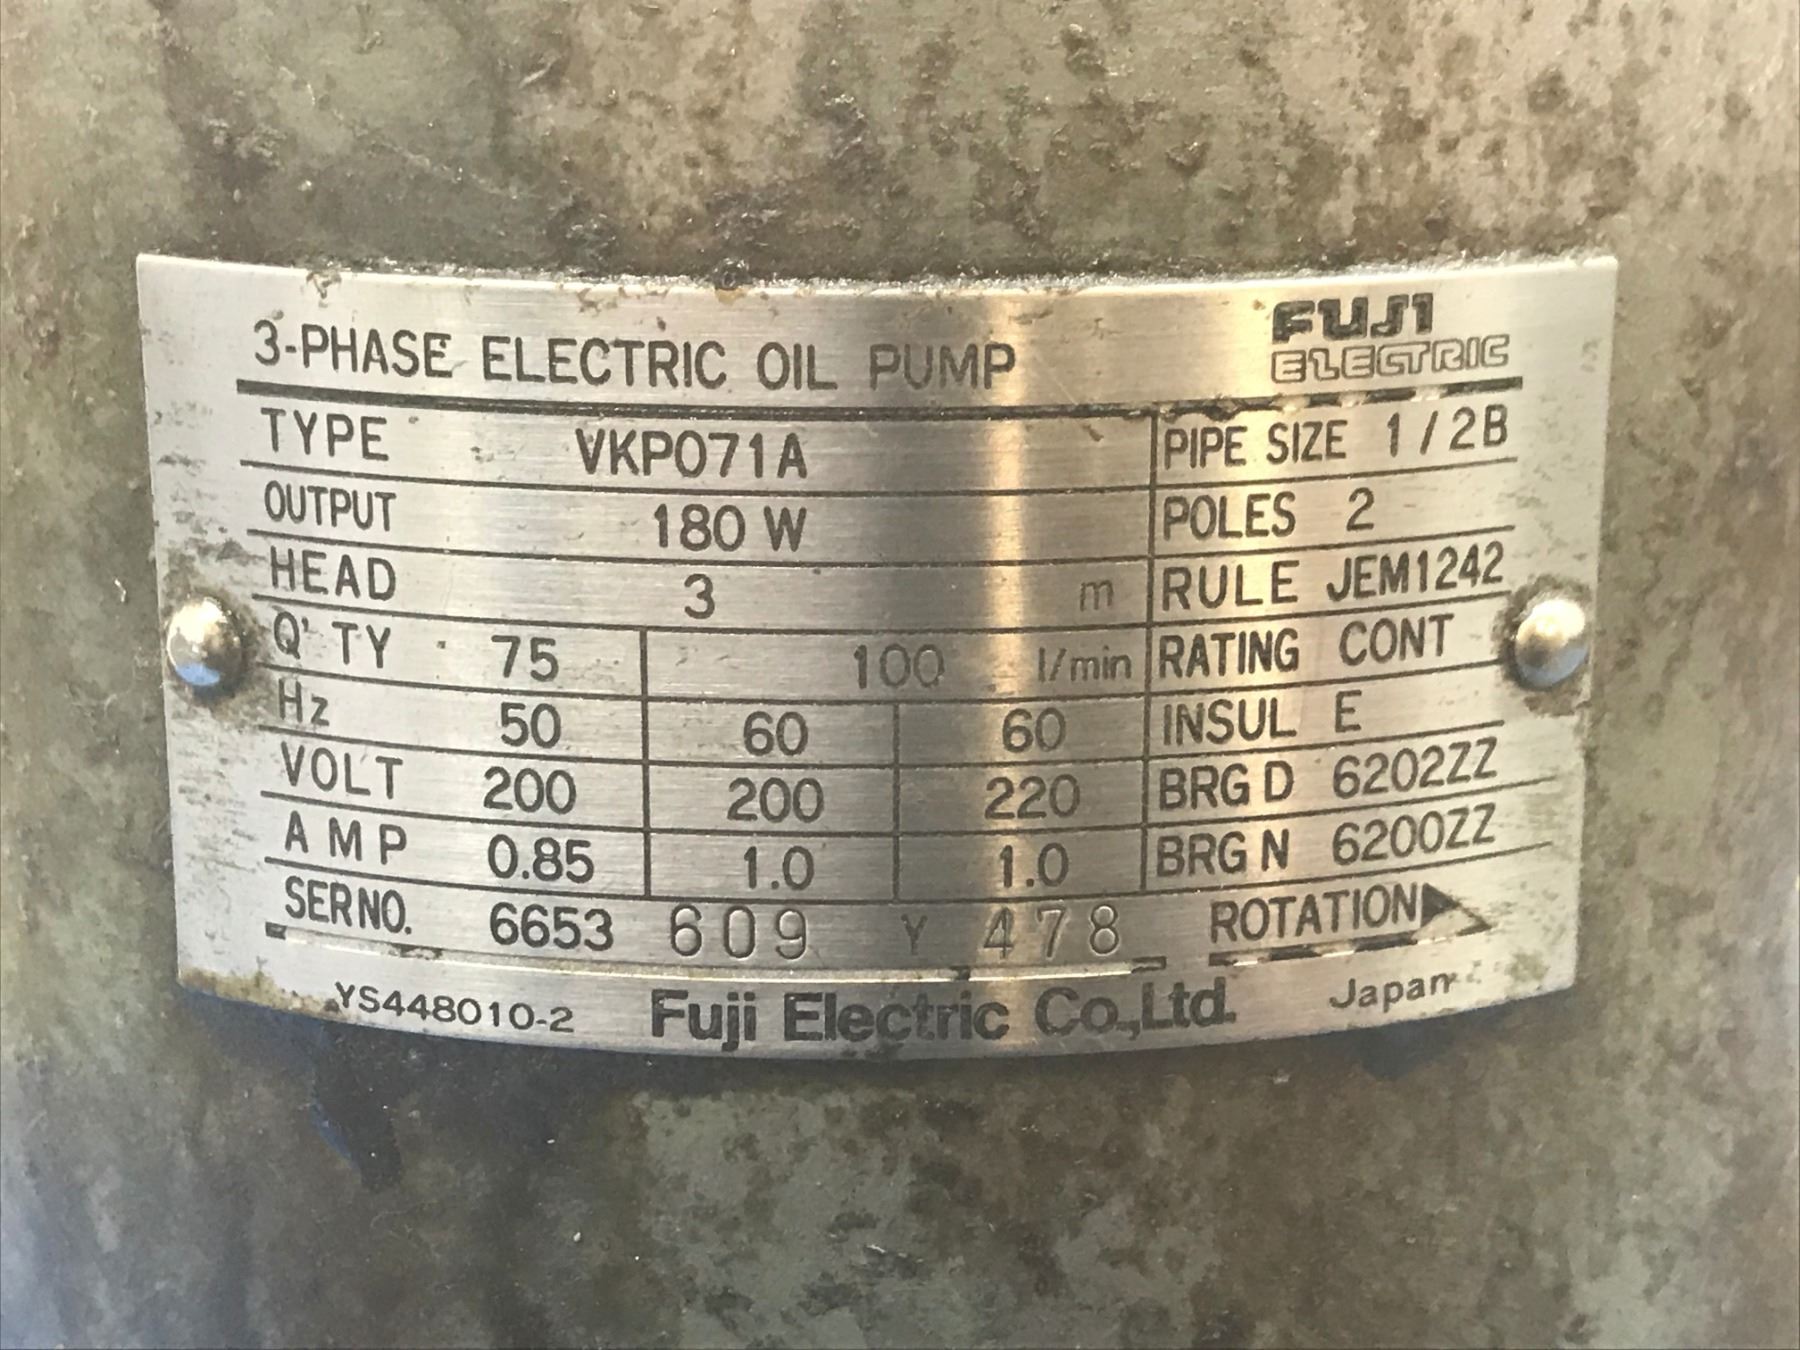 3-PHASE ELECTRIC OIL PUMP
FUJI
ELECTRIC
TYPE VKP071A
OUTPUT 180 W
HEAD 3 m
Q'TY 75 100 l/min
Hz 50 60 60
VOLT 200 200 220
AMP 0.85 1.0 1.0
SER NO. 6653 609 Y 478
PIPE SIZE 1/2B
POLES 2
RULE JEM1242
RATING CONT
INSUL E
BRG D 6202ZZ
BRG N 6200ZZ
ROTATION
YS448010-2 Fuji Electric Co.,Ltd. Japan